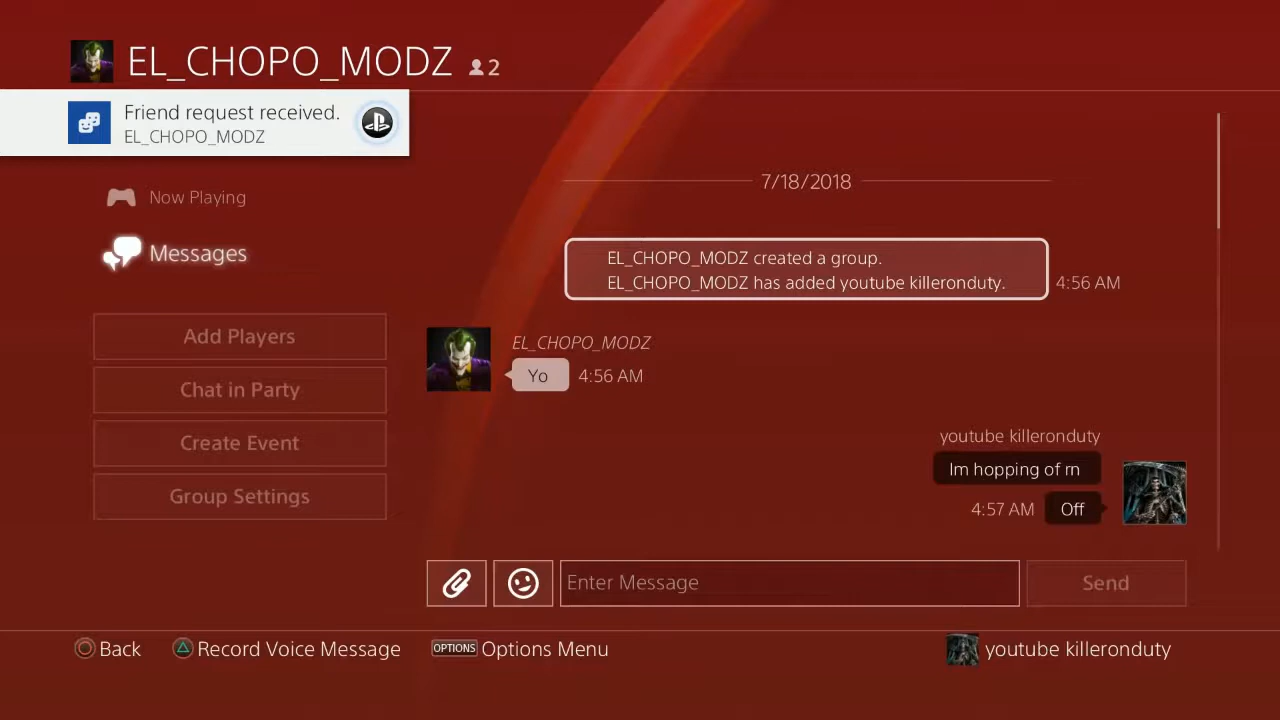 EL_CHOPO_MODZ 2
Friend request received.
EL_CHOPO_MODZ
Now Playing
Messages
Add Players
Chat in Party
Create Event
Group Settings
7/18/2018
EL_CHOPO_MODZ created a group.
EL_CHOPO_MODZ has added youtube killeronduty.
4:56 AM
EL_CHOPO_MODZ
Yo 4:56 AM
youtube killeronduty
Im hopping of rn
4:57 AM Off
Enter Message
Send
Back
Record Voice Message
OPTIONS Options Menu
youtube killeronduty